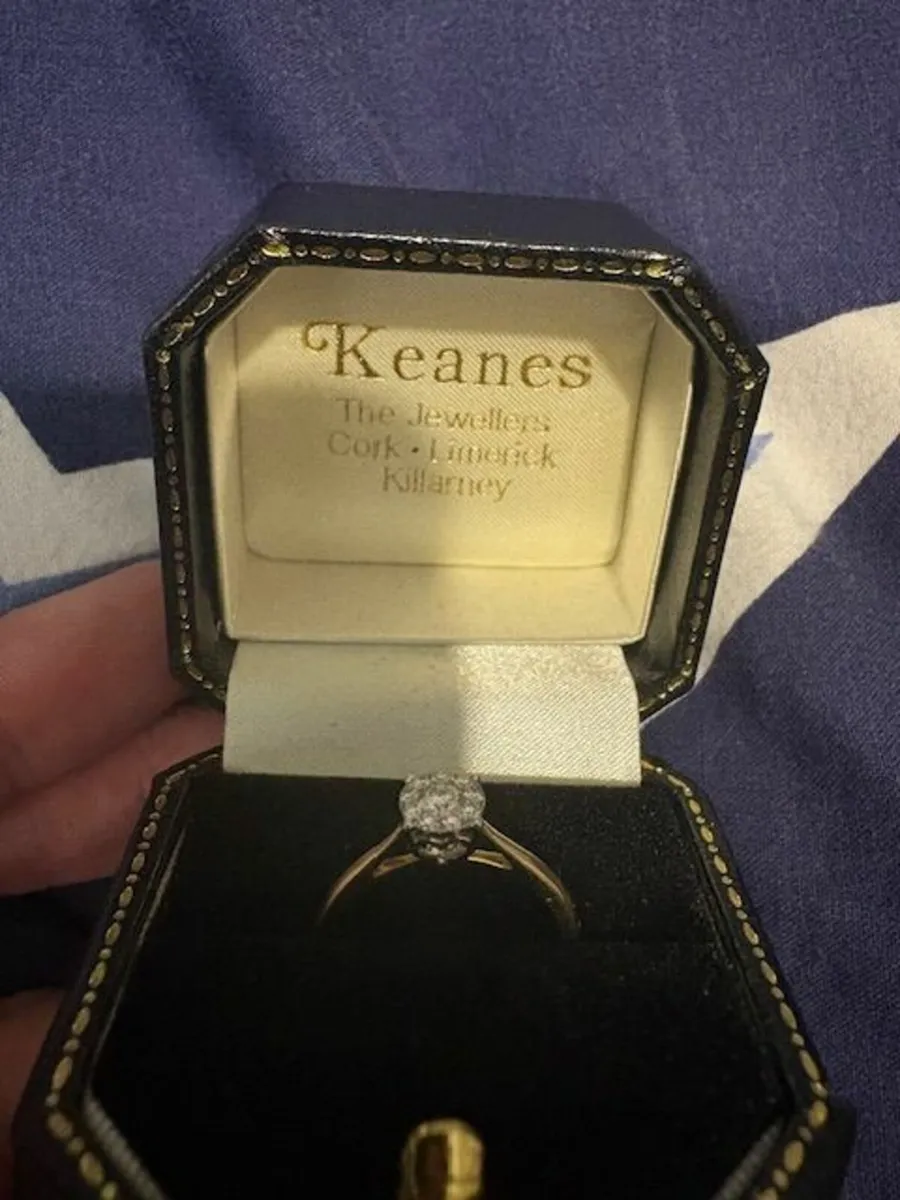 Keanes
The Jewellers
Cork • Limerick
Killarney